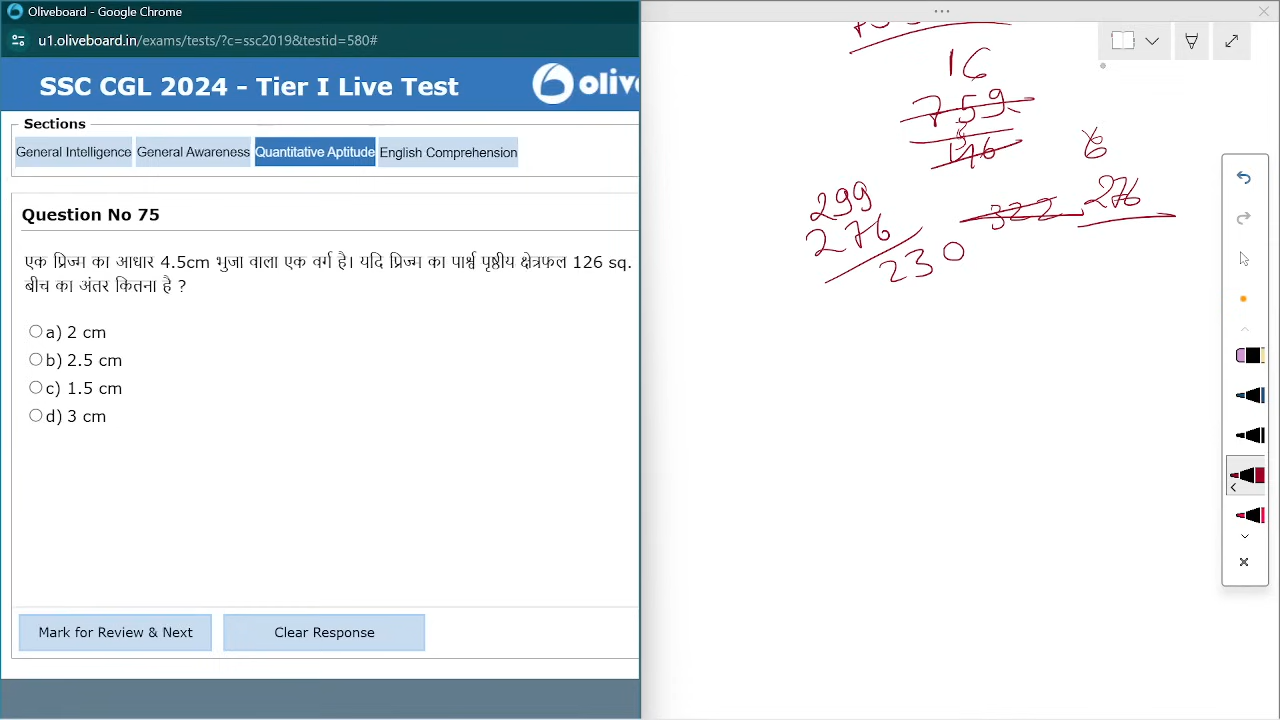 Oliveboard - Google Chrome
u1.oliveboard.in/exams/tests/?c=ssc2019&testid=580#
SSC CGL 2024 - Tier I Live Test
oliv
Sections
General Intelligence General Awareness Quantitative Aptitude English Comprehension
Question No 75
एक प्रिज्म का आधार 4.5cm भुजा वाला एक वर्ग है। यदि प्रिज्म का पार्श्व पृष्ठीय क्षेत्रफल 126 sq.
बीच का अंतर कितना है ?
a) 2 cm
b) 2.5 cm
c) 1.5 cm
d) 3 cm
Mark for Review & Next Clear Response
16
759
6
299
276
322 276
230